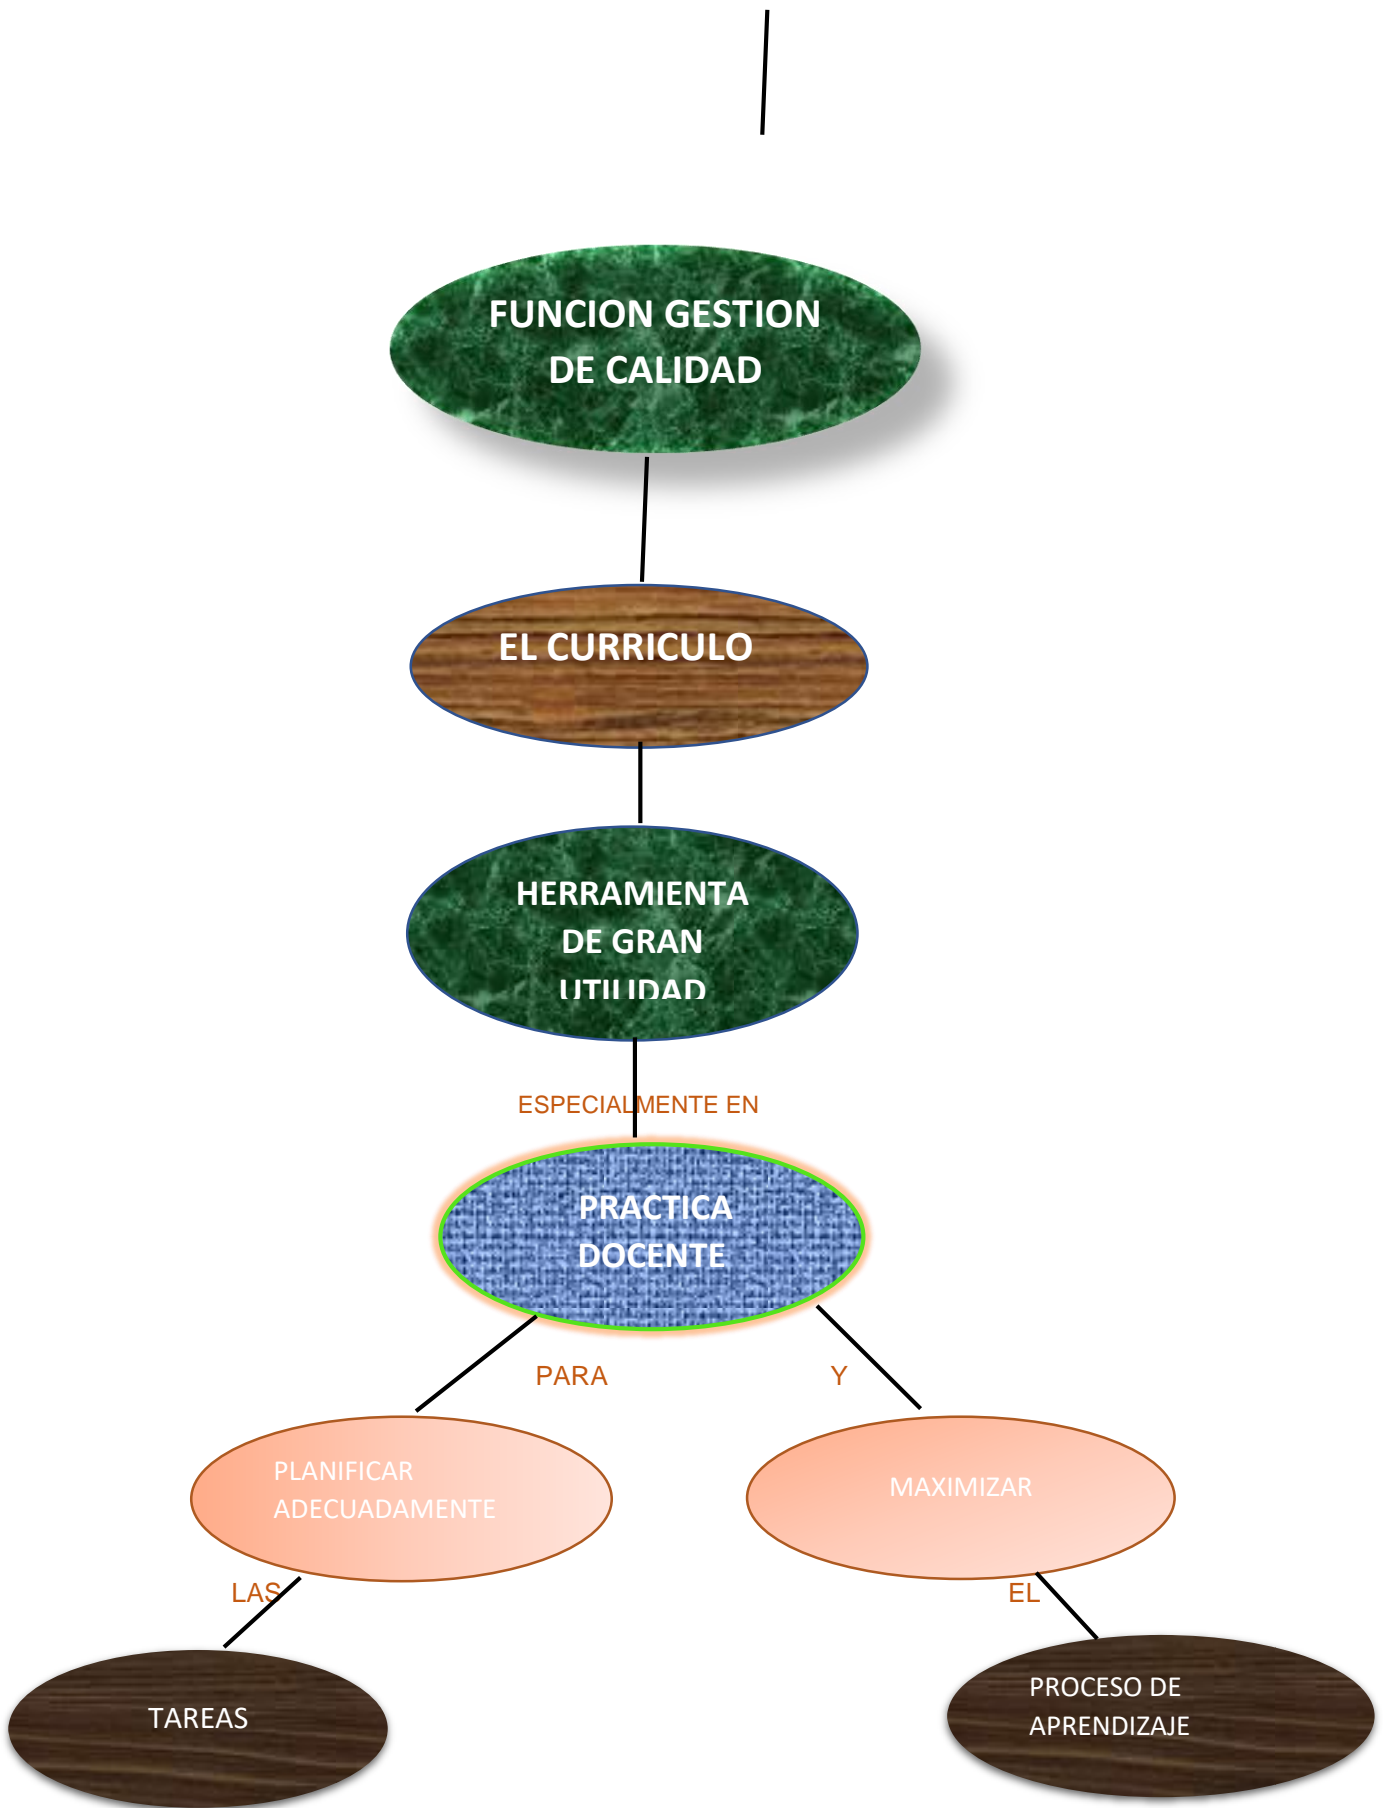 FUNCION GESTION
DE CALIDAD
EL CURRICULO
HERRAMIENTA
DE GRAN
UTILIDAD
ESPECIALMENTE EN
PRACTICA
DOCENTE
PARA
Y
PLANIFICAR
ADECUADAMENTE
MAXIMIZAR
LAS
EL
TAREAS
PROCESO DE
APRENDIZAJE